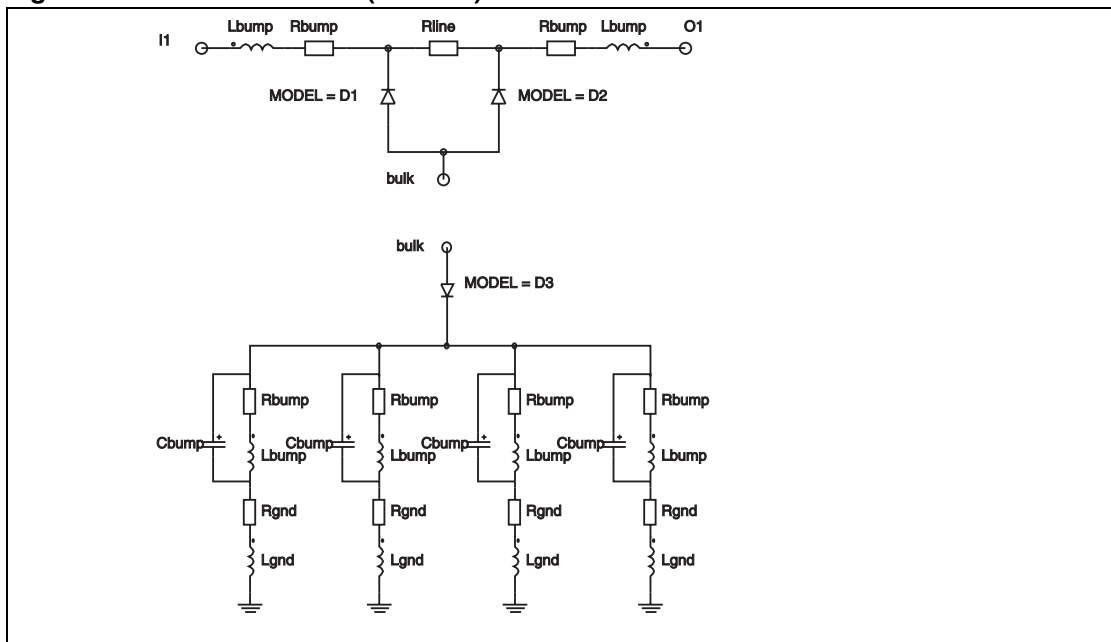 I1 Lbump Rbump Rline Rbump Lbump O1
MODEL = D1 MODEL = D2
bulk
bulk
MODEL = D3
Rbump Rbump Rbump Rbump
Cbump Cbump Cbump Cbump
Lbump Lbump Lbump Lbump
Rgnd Rgnd Rgnd Rgnd
Lgnd Lgnd Lgnd Lgnd